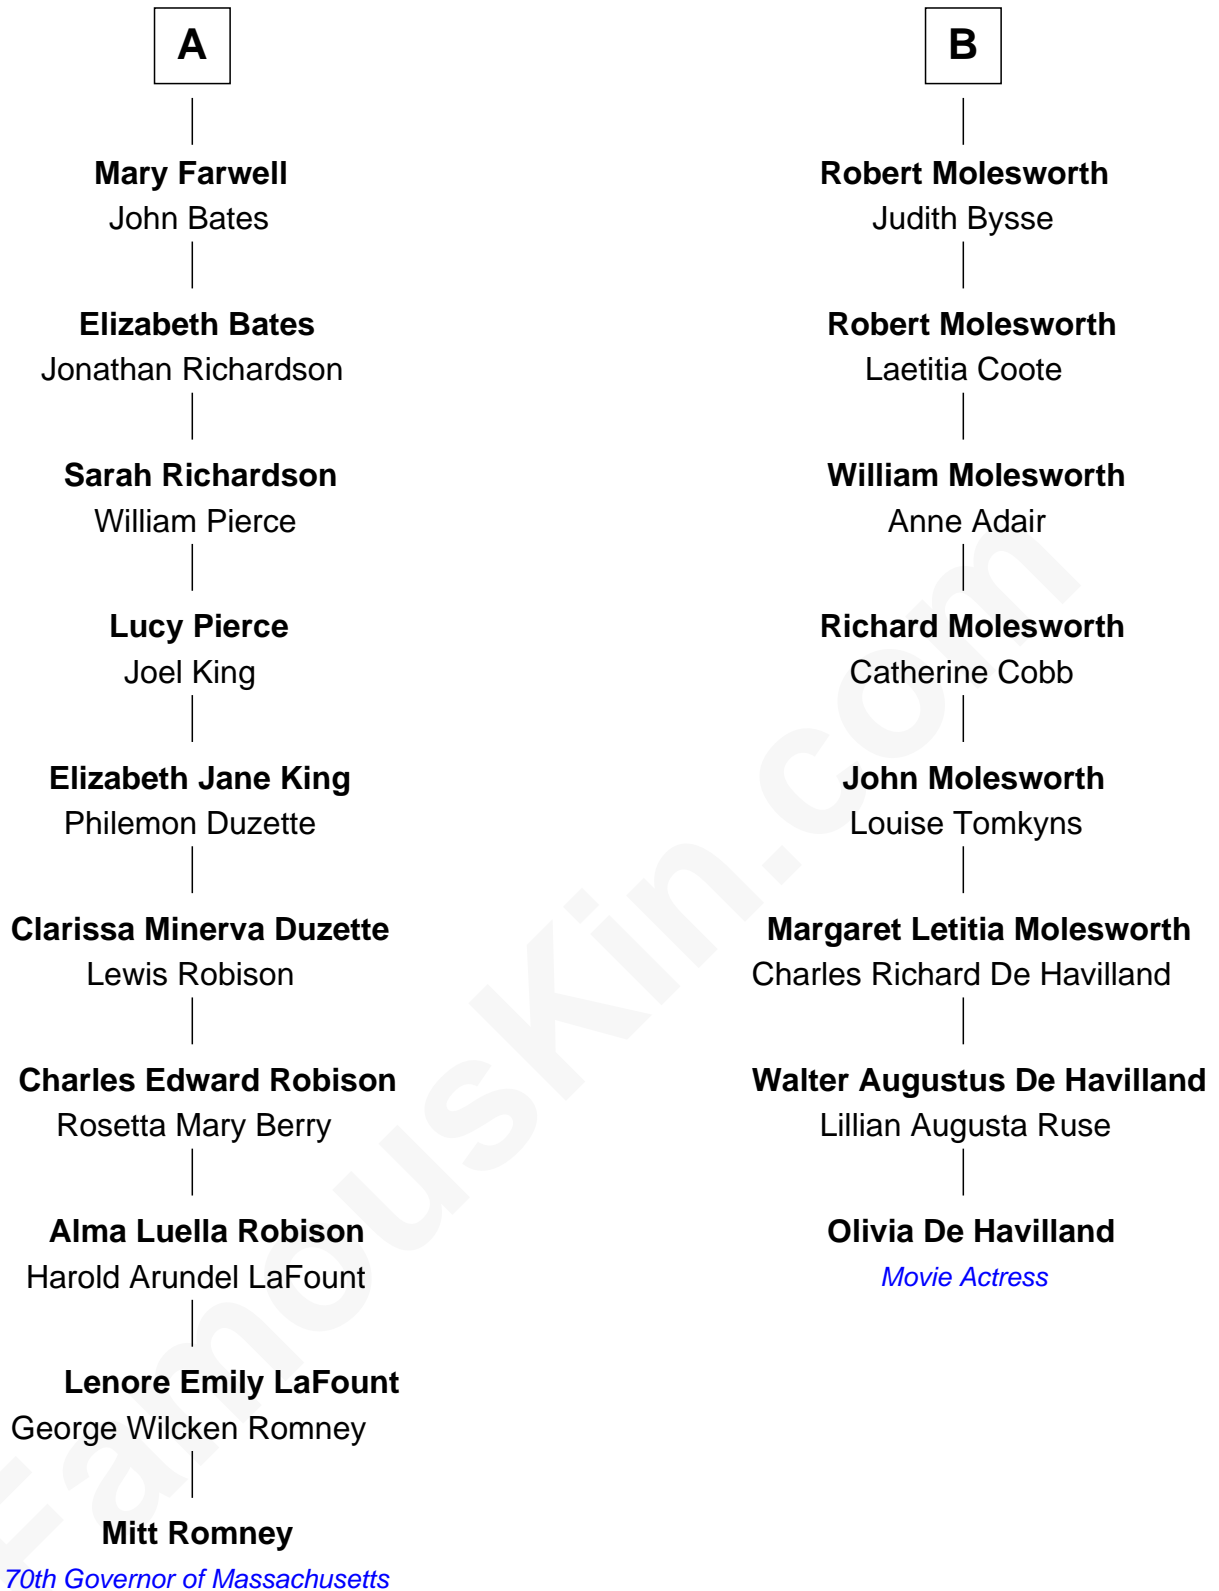 A
Mary Farwell
John Bates
Elizabeth Bates
Jonathan Richardson
Sarah Richardson
William Pierce
Lucy Pierce
Joel King
Elizabeth Jane King
Philemon Duzette
Clarissa Minerva Duzette
Lewis Robison
Charles Edward Robison
Rosetta Mary Berry
Alma Luella Robison
Harold Arundel LaFount
Lenore Emily LaFount
George Wilcken Romney
Mitt Romney
70th Governor of Massachusetts
B
Robert Molesworth
Judith Bysse
Robert Molesworth
Laetitia Coote
William Molesworth
Anne Adair
Richard Molesworth
Catherine Cobb
John Molesworth
Louise Tomkyns
Margaret Letitia Molesworth
Charles Richard De Havilland
Walter Augustus De Havilland
Lillian Augusta Ruse
Olivia De Havilland
Movie Actress
FamousKin.com